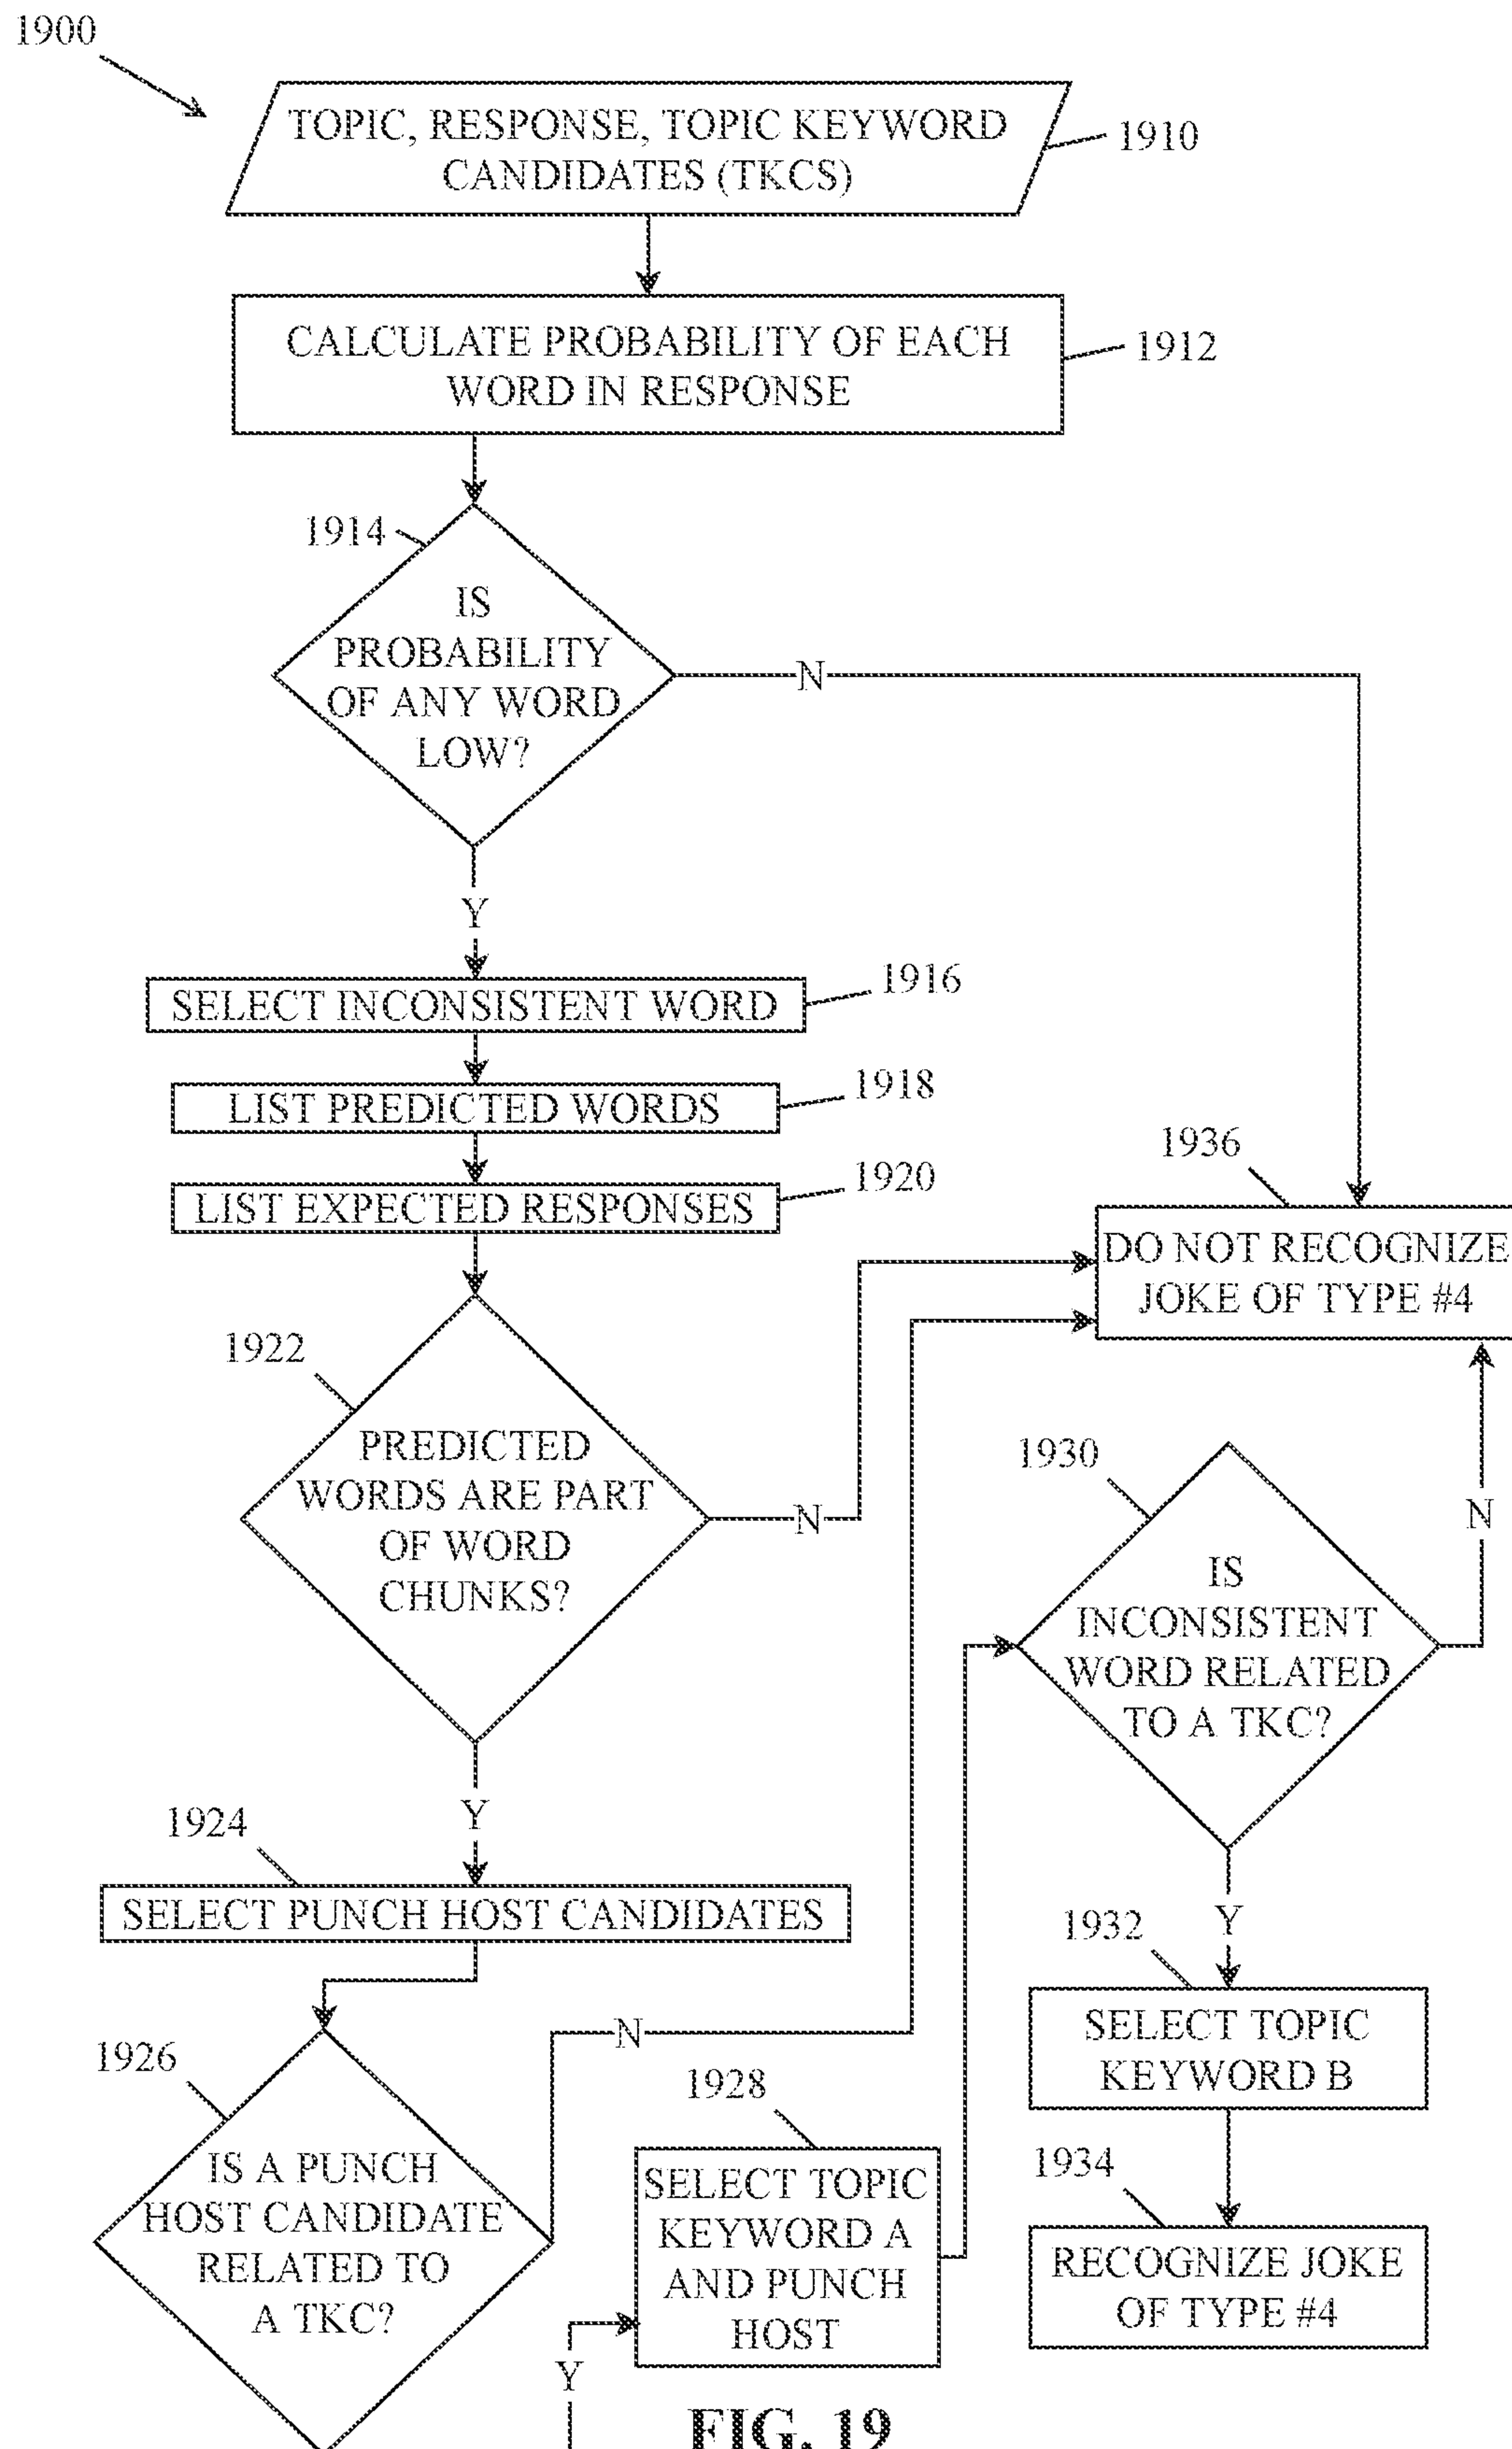 1900
TOPIC, RESPONSE, TOPIC KEYWORD
CANDIDATES (TKCS)
1910
CALCULATE PROBABILITY OF EACH
WORD IN RESPONSE
1912
1914
IS
PROBABILITY
OF ANY WORD
LOW?
N
Y
SELECT INCONSISTENT WORD
1916
LIST PREDICTED WORDS
1918
LIST EXPECTED RESPONSES
1920
1936
DO NOT RECOGNIZE
JOKE OF TYPE #4
1922
PREDICTED
WORDS ARE PART
OF WORD
CHUNKS?
N
Y
1930
IS
INCONSISTENT
WORD RELATED
TO A TKC?
N
Y
1924
SELECT PUNCH HOST CANDIDATES
1926
IS A PUNCH
HOST CANDIDATE
RELATED TO
A TKC?
N
Y
1928
SELECT TOPIC
KEYWORD A
AND PUNCH
HOST
1932
SELECT TOPIC
KEYWORD B
1934
RECOGNIZE JOKE
OF TYPE #4
FIG. 19